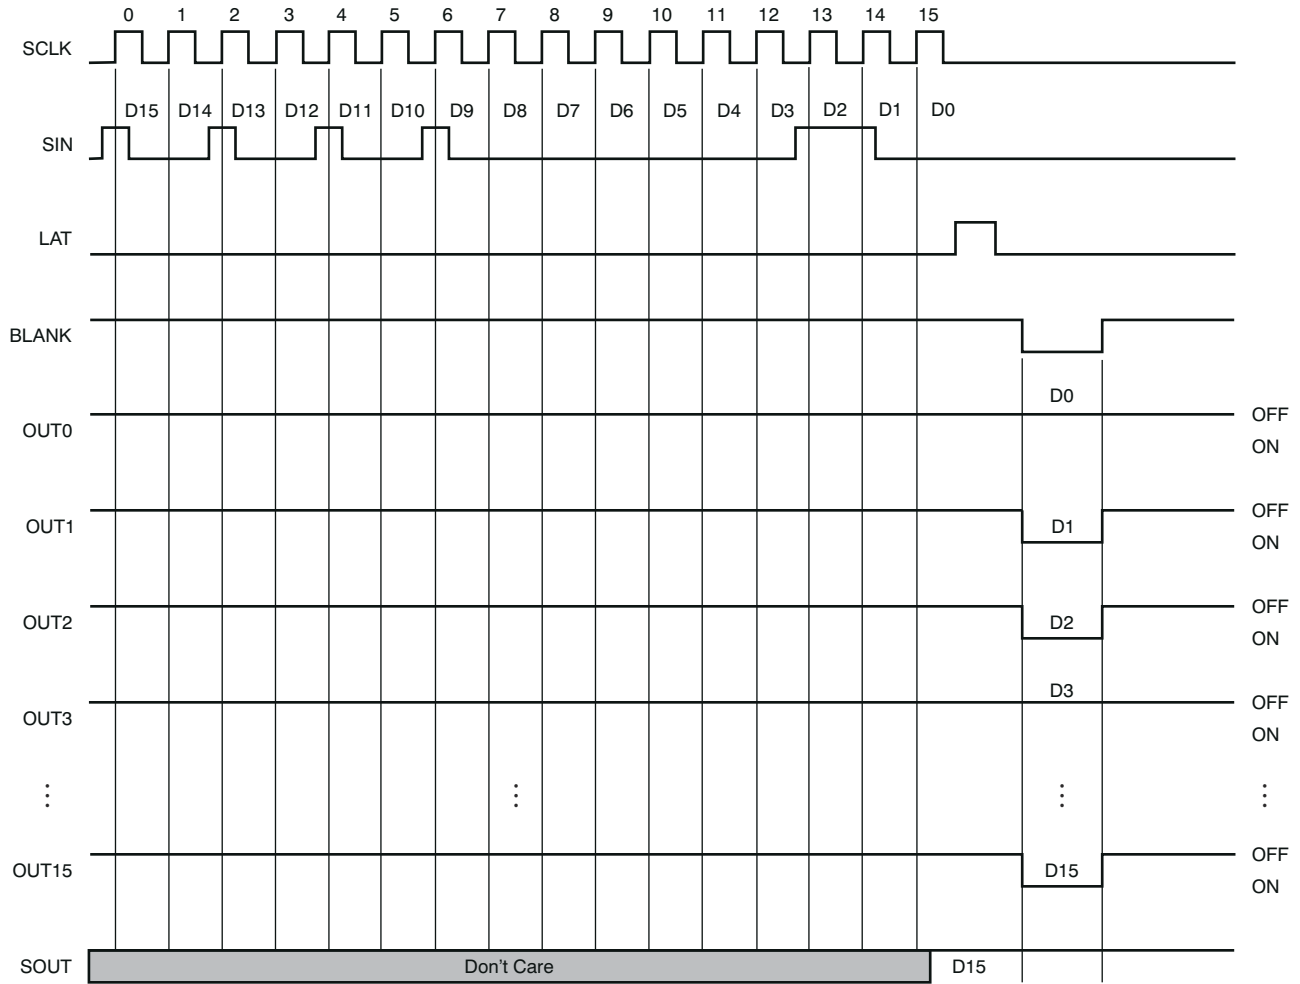 0 1 2 3 4 5 6 7 8 9 10 11 12 13 14 15
SCLK
D15 D14 D13 D12 D11 D10 D9 D8 D7 D6 D5 D4 D3 D2 D1 D0
SIN
LAT
BLANK
D0
OUT0 OFF
ON
OUT1 D1 OFF
ON
OUT2 D2 OFF
ON
D3
OUT3 OFF
ON
OUT15 D15 OFF
ON
SOUT Don't Care D15